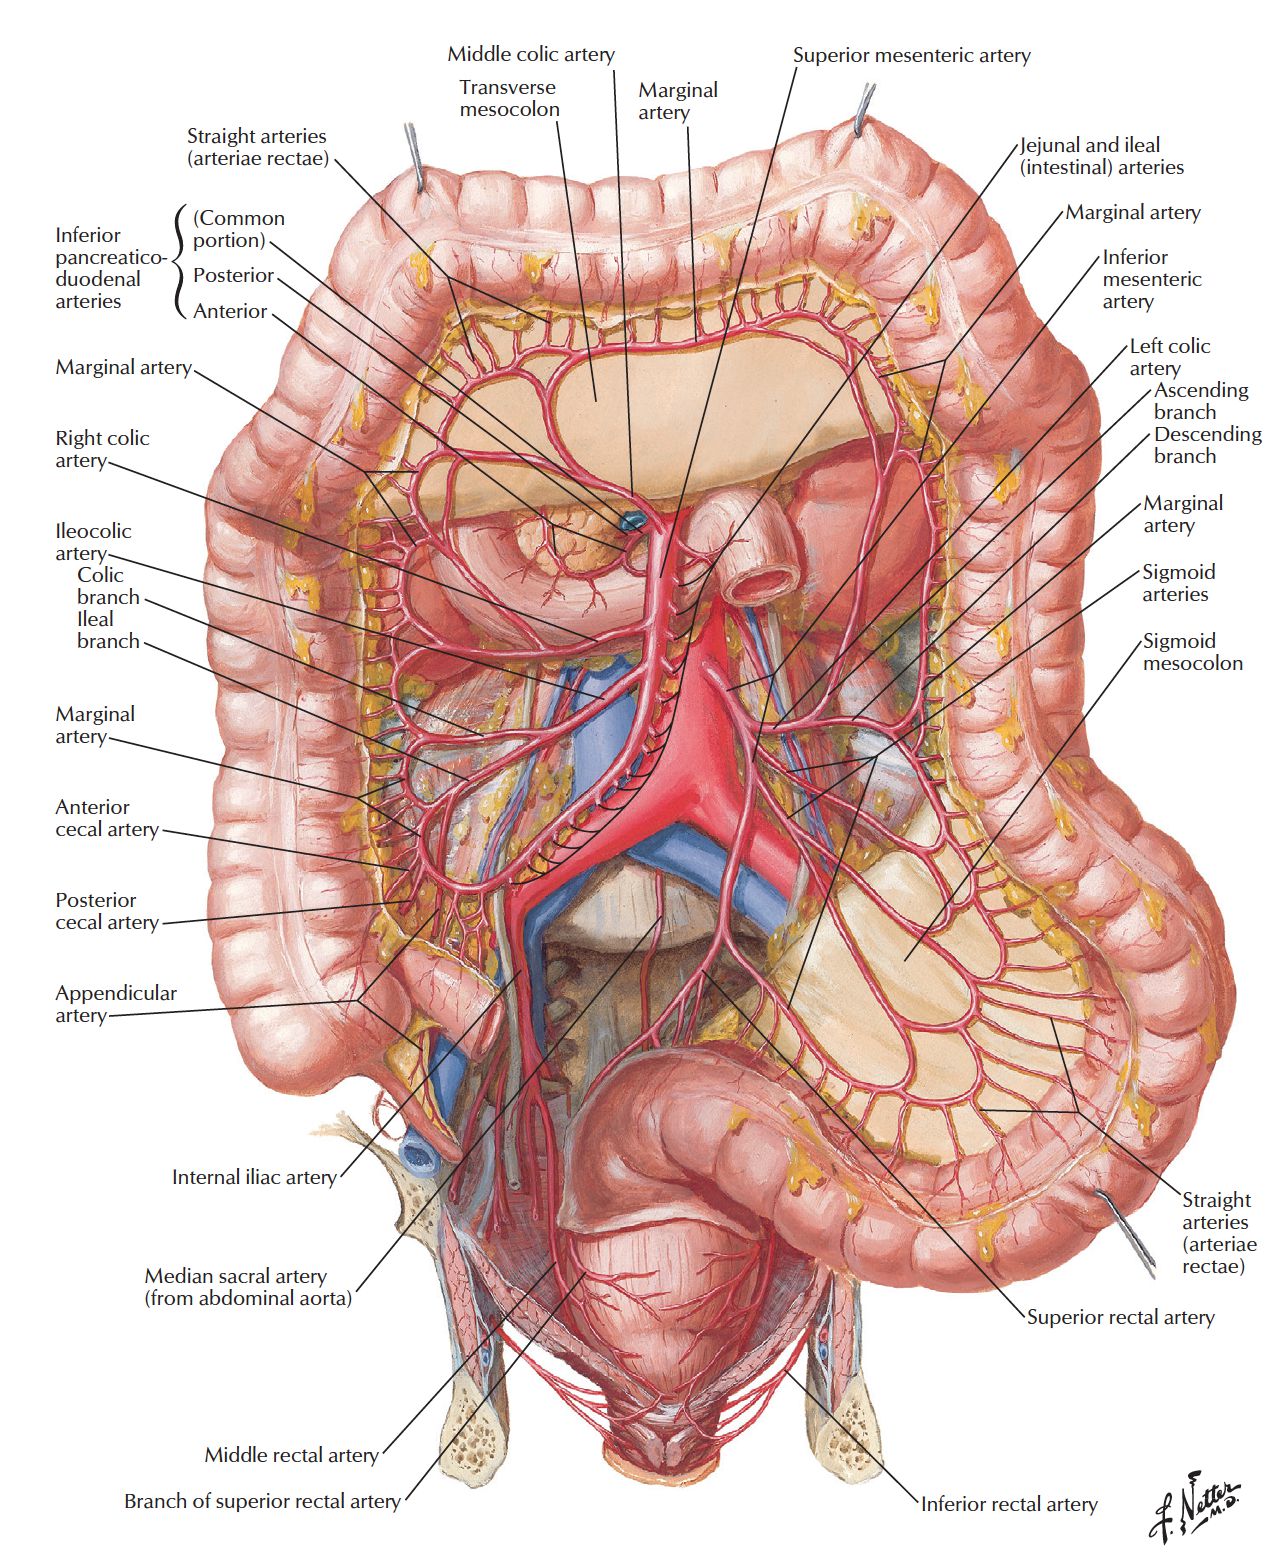 Middle colic artery
Transverse
mesocolon
Marginal
artery
Superior mesenteric artery
Straight arteries
(arteriae rectae)
Inferior
pancreatico-
duodenal
arteries
(Common
portion)
Posterior
Anterior
Marginal artery
Right colic
artery
Ileocolic
artery
Colic
branch
Ileal
branch
Marginal
artery
Anterior
cecal artery
Posterior
cecal artery
Appendicular
artery
Internal iliac artery
Median sacral artery
(from abdominal aorta)
Middle rectal artery
Branch of superior rectal artery
Jejunal and ileal
(intestinal) arteries
Marginal artery
Inferior
mesenteric
artery
Left colic
artery
Ascending
branch
Descending
branch
Marginal
artery
Sigmoid
arteries
Sigmoid
mesocolon
Straight
arteries
(arteriae
rectae)
Superior rectal artery
Inferior rectal artery
F. Netter
M.D.